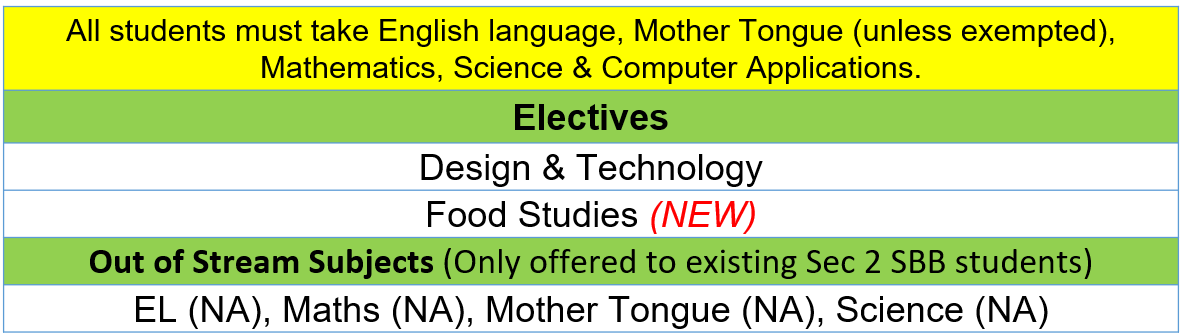 All students must take English language, Mother Tongue (unless exempted),
Mathematics, Science & Computer Applications.
Electives
Design & Technology
Food Studies (NEW)
Out of Stream Subjects (Only offered to existing Sec 2 SBB students)
EL (NA), Maths (NA), Mother Tongue (NA), Science (NA)